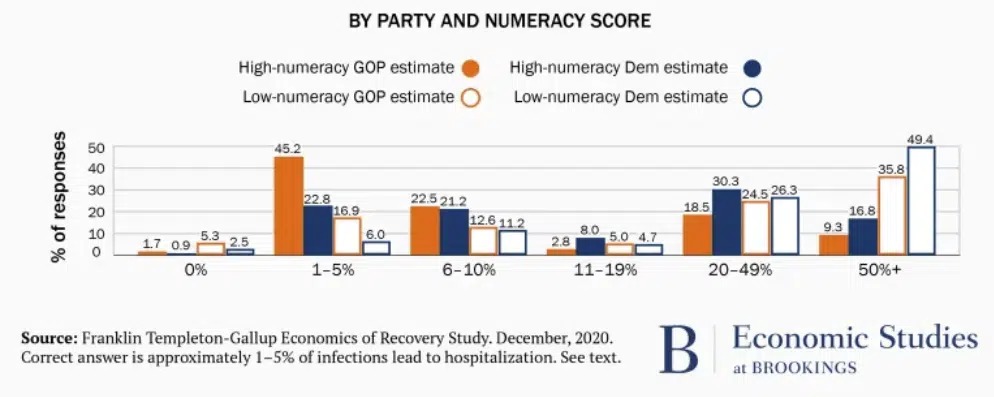 BY PARTY AND NUMERACY SCORE
High-numeracy GOP estimate High-numeracy Dem estimate
Low-numeracy GOP estimate Low-numeracy Dem estimate
% of responses
50
40
30
20
10
0
1.7 0.9 5.3 2.5
45.2 22.8 16.9 6.0
22.5 21.2 12.6 11.2
2.8 8.0 5.0 4.7
18.5 30.3 24.5 26.3
9.3 16.8 35.8 49.4
0% 1–5% 6–10% 11–19% 20–49% 50%+
Source: Franklin Templeton-Gallup Economics of Recovery Study. December, 2020.
Correct answer is approximately 1–5% of infections lead to hospitalization. See text.
B
Economic Studies
at BROOKINGS